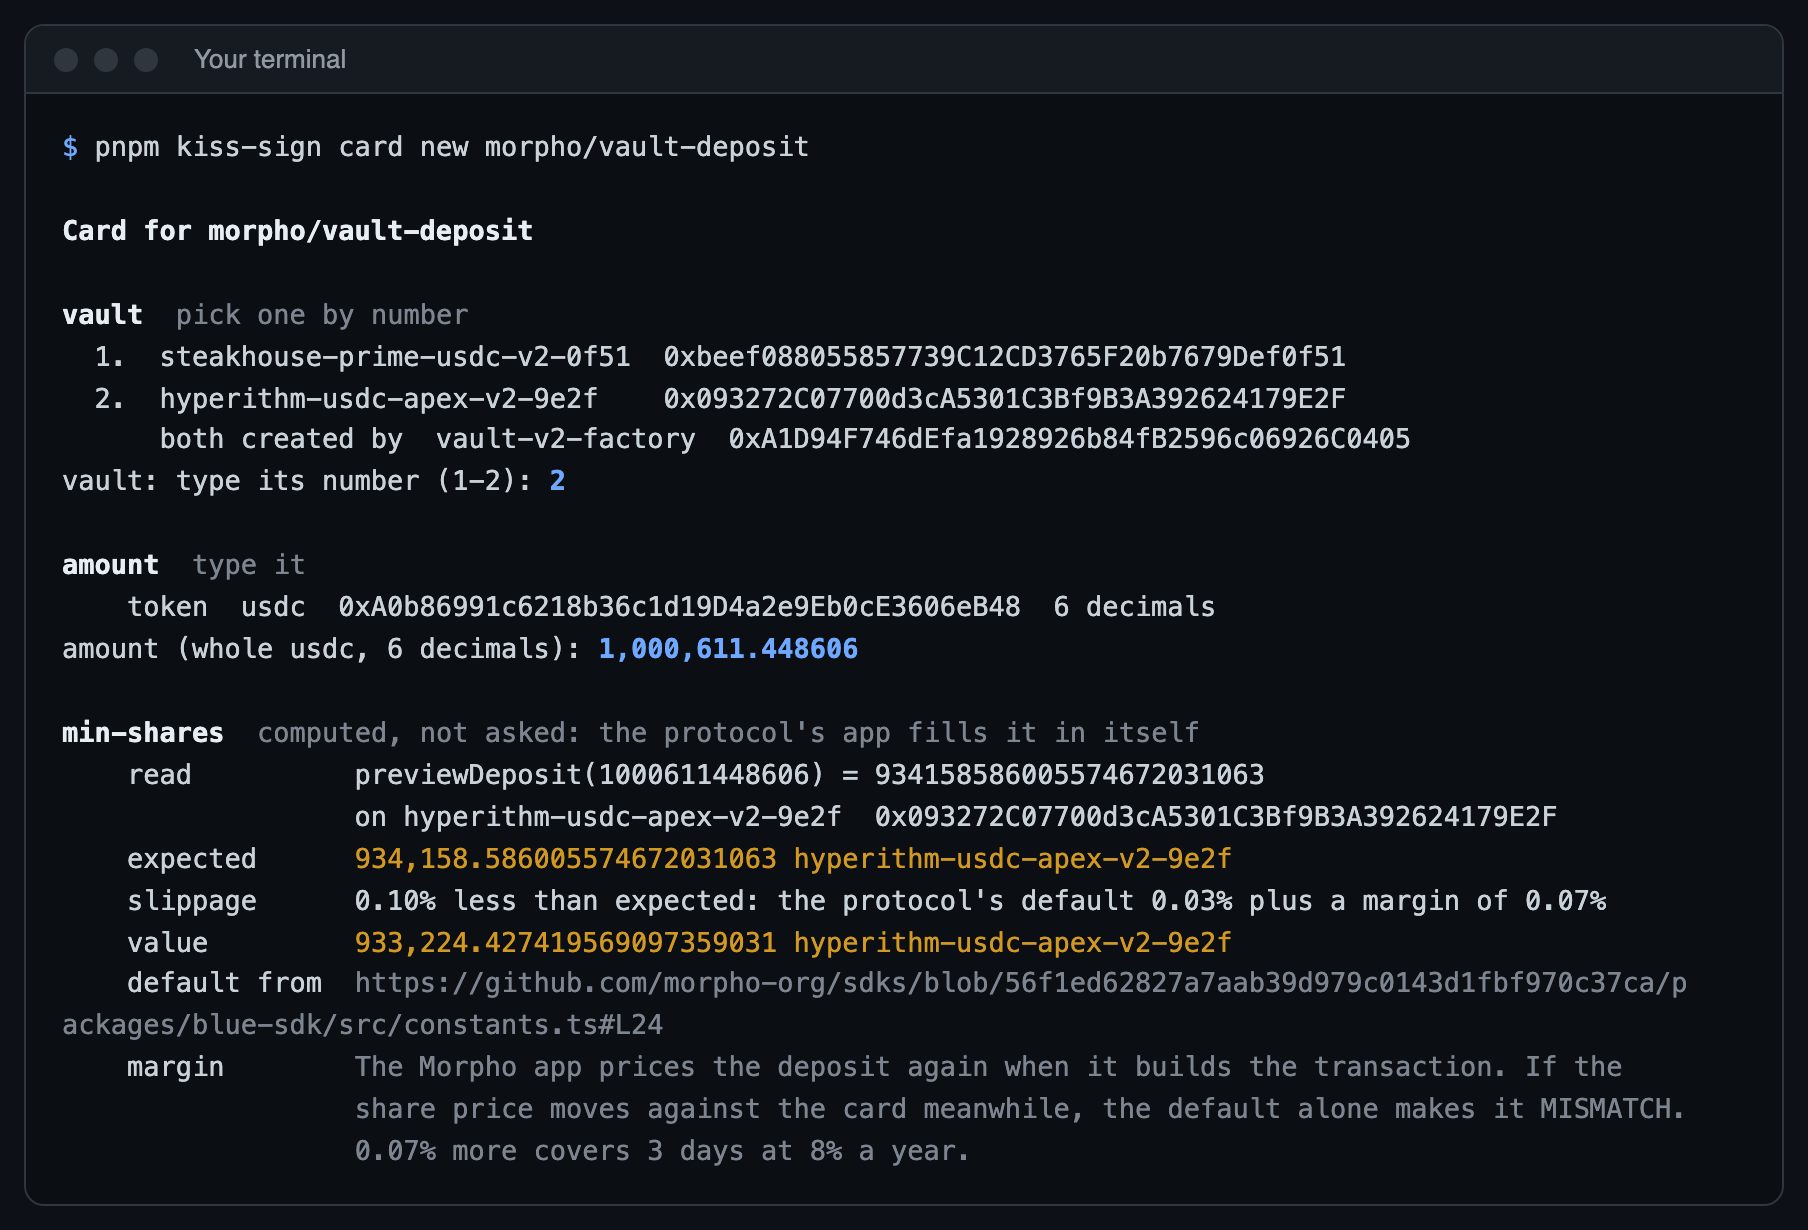 Your terminal
$ pnpm kiss-sign card new morpho/vault-deposit
Card for morpho/vault-deposit
vault  pick one by number
1.  steakhouse-prime-usdc-v2-0f51  0xbeef088055857739C12CD3765F20b7679Def0f51
2.  hyperithm-usdc-apex-v2-9e2f    0x093272C07700d3cA5301C3Bf9B3A392624179E2F
both created by  vault-v2-factory  0xA1D94F746dEfa1928926b84fB2596c06926C0405
vault: type its number (1-2): 2
amount  type it
token  usdc  0xA0b86991c6218b36c1d19D4a2e9Eb0cE3606eB48  6 decimals
amount (whole usdc, 6 decimals): 1,000,611.448606
min-shares  computed, not asked: the protocol's app fills it in itself
read          previewDeposit(1000611448606) = 934158586005574672031063
on hyperithm-usdc-apex-v2-9e2f  0x093272C07700d3cA5301C3Bf9B3A392624179E2F
expected      934,158.586005574672031063 hyperithm-usdc-apex-v2-9e2f
slippage      0.10% less than expected: the protocol's default 0.03% plus a margin of 0.07%
value         933,224.427419569097359031 hyperithm-usdc-apex-v2-9e2f
default from  https://github.com/morpho-org/sdks/blob/56f1ed62827a7aab39d979c0143d1fbf970c37ca/p
ackages/blue-sdk/src/constants.ts#L24
margin        The Morpho app prices the deposit again when it builds the transaction. If the
share price moves against the card meanwhile, the default alone makes it MISMATCH.
0.07% more covers 3 days at 8% a year.